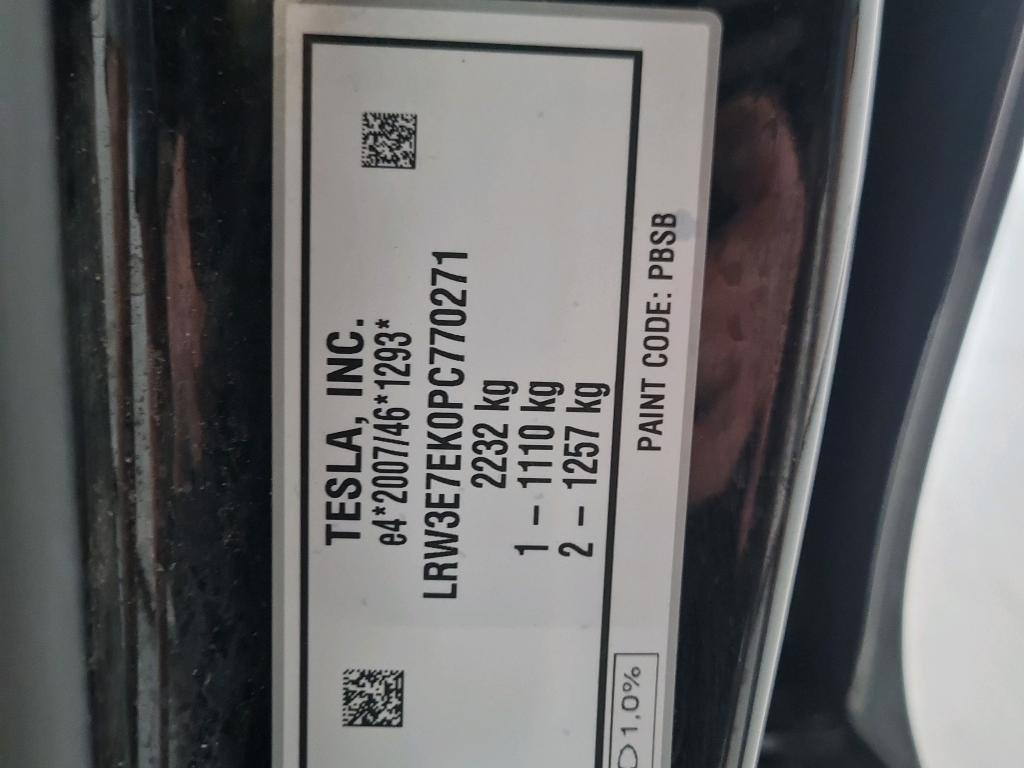 TESLA, INC.
e4*2007/46*1293*
LRW3E7EK0PC770271
2232 kg
1 – 1110 kg
2 – 1257 kg
1.0%
PAINT CODE: PBSB